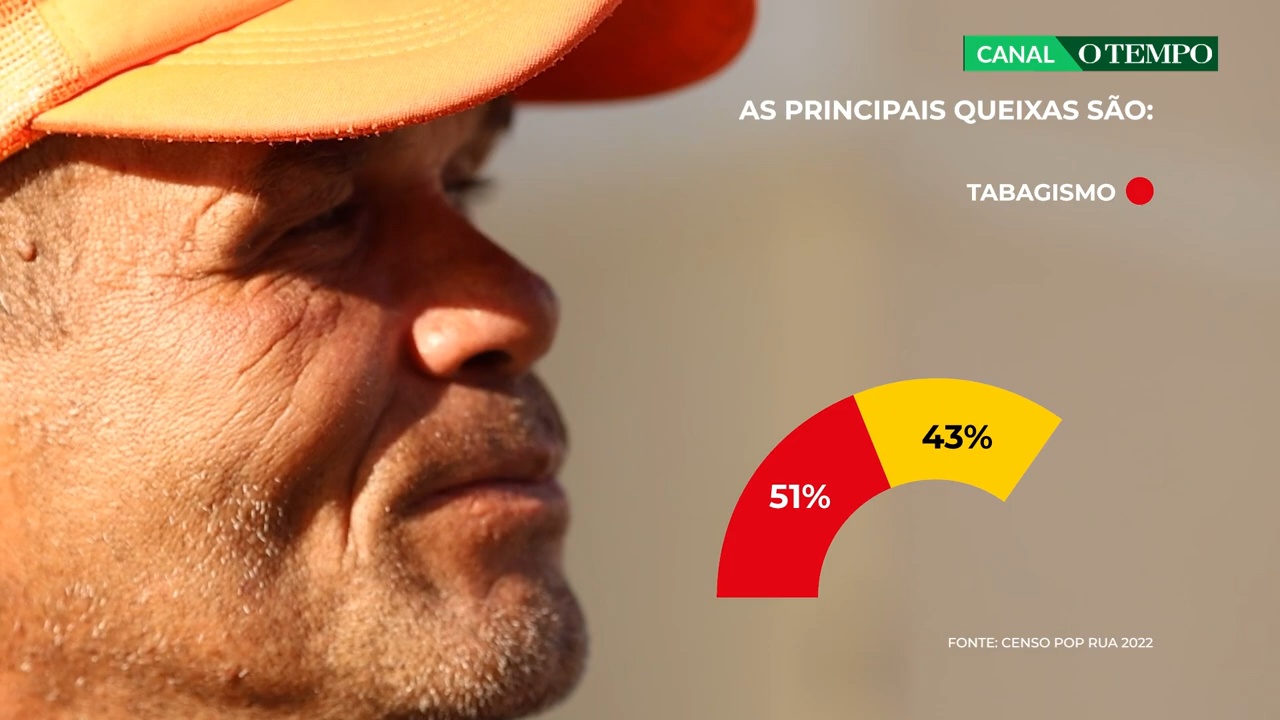 CANAL O TEMPO
AS PRINCIPAIS QUEIXAS SÃO:
TABAGISMO
43%
51%
FONTE: CENSO POP RUA 2022